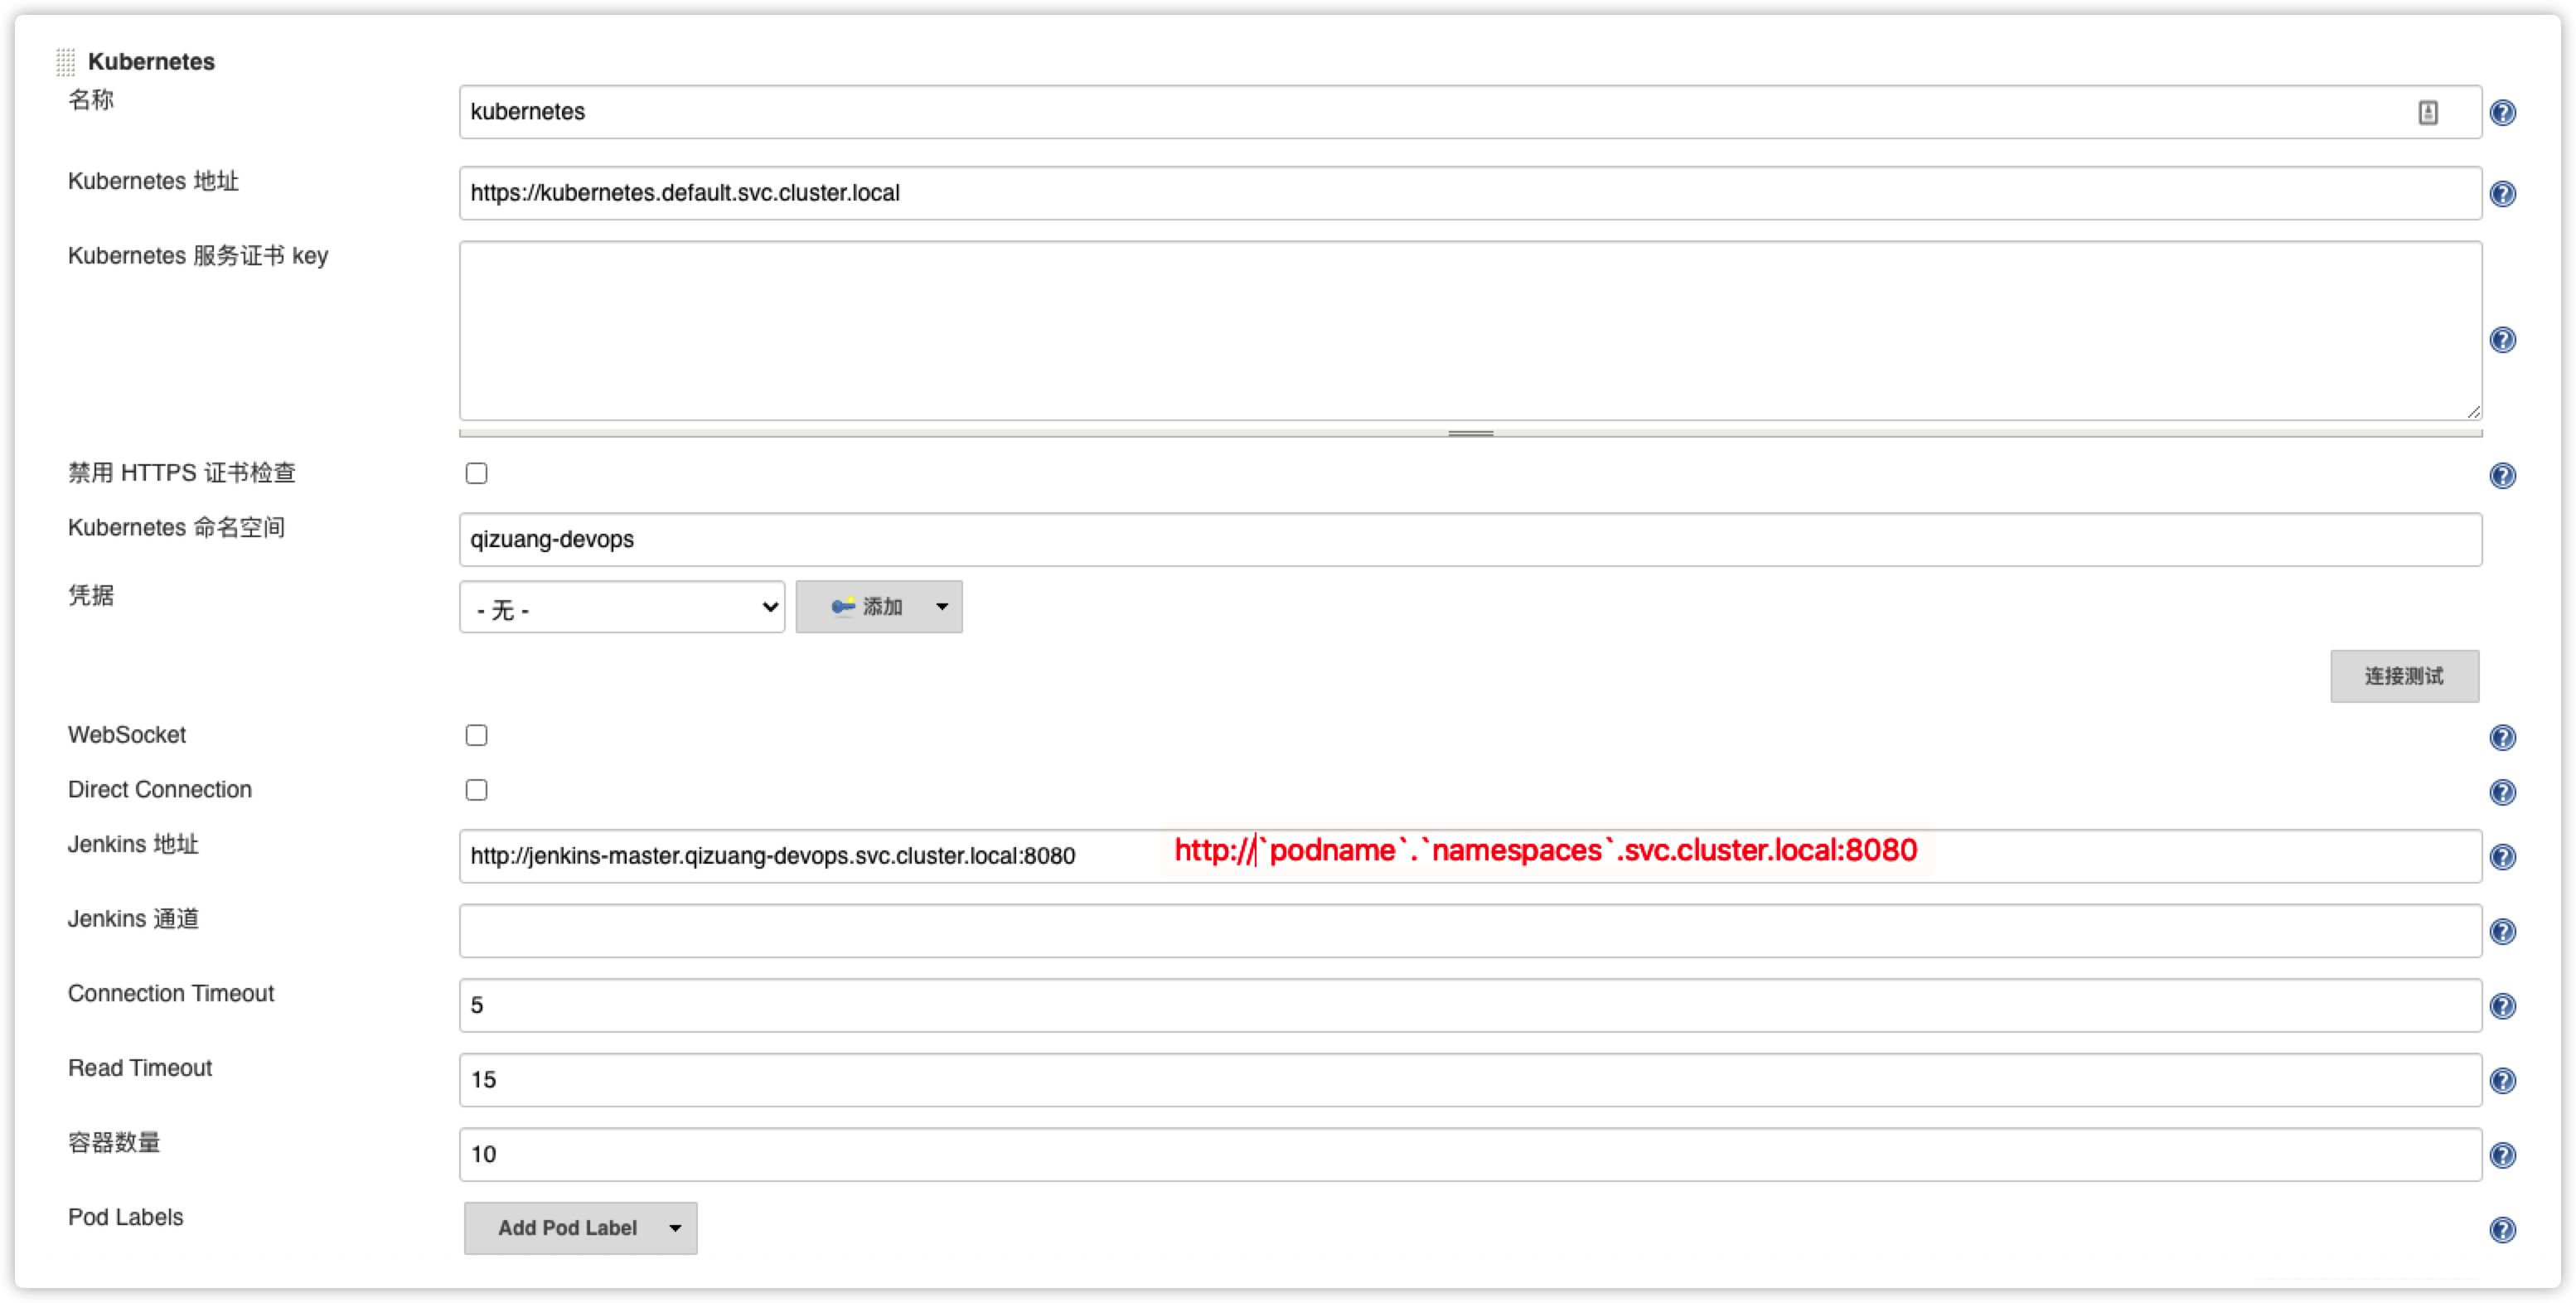 Kubernetes
名称
kubernetes
Kubernetes 地址
https://kubernetes.default.svc.cluster.local
Kubernetes 服务证书 key
禁用 HTTPS 证书检查
Kubernetes 命名空间
qizuang-devops
凭据
- 无 -
添加
连接测试
WebSocket
Direct Connection
Jenkins 地址
http://jenkins-master.qizuang-devops.svc.cluster.local:8080
http://`podname`.`namespaces`.svc.cluster.local:8080
Jenkins 通道
Connection Timeout
5
Read Timeout
15
容器数量
10
Pod Labels
Add Pod Label